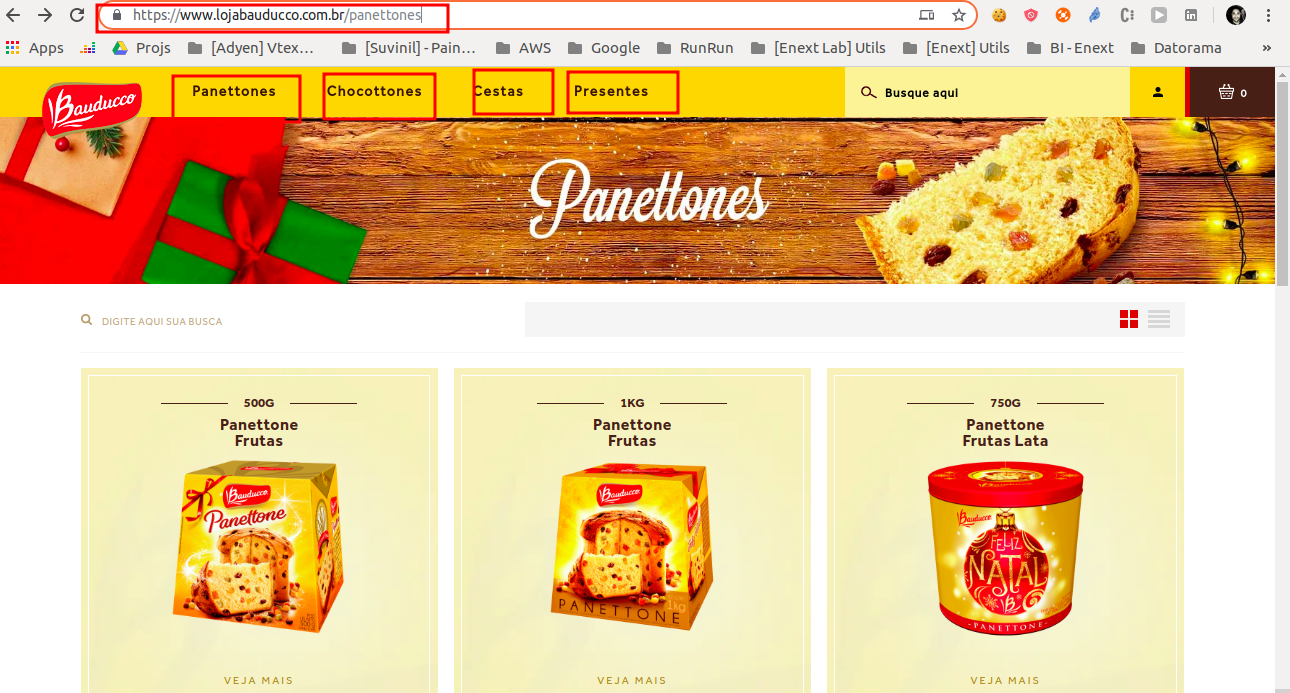 https://www.lojabauducco.com.br/panettones
Apps Projs [Adyen] Vtex... [Suvinil] - Pain... AWS Google RunRun [Enext Lab] Utils [Enext] Utils BI - Enext Datorama »
Bauducco Panettones Chocottones Cestas Presentes Busque aqui 0
Panettones
DIGITE AQUI SUA BUSCA
500G 1KG 750G
Panettone Panettone Panettone
Frutas Frutas Frutas Lata
Bauducco Bauducco Bauducco
Panettone
FELIZ
NATAL
PANETTONE 1kg
PANETTONE
VEJA MAIS VEJA MAIS VEJA MAIS